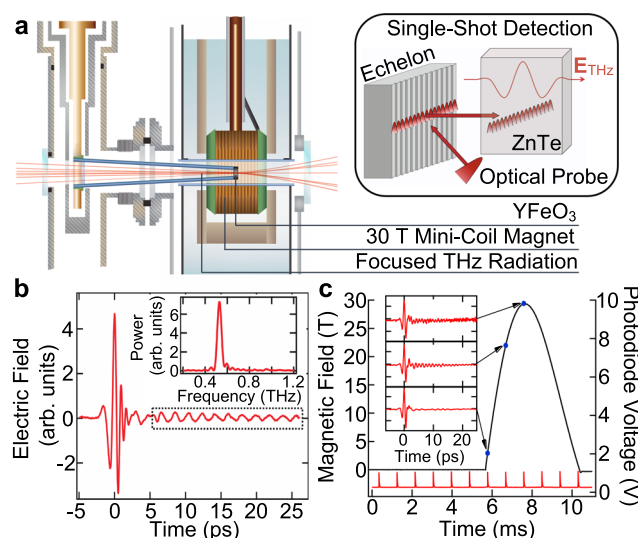 a
Single-Shot Detection
Echelon
E_THz
ZnTe
Optical Probe
YFeO₃
30 T Mini-Coil Magnet
Focused THz Radiation
b
Electric Field
(arb. units)
4
2
0
-2
-5 0 5 10 15 20 25
Time (ps)
Power
(arb. units)
6
4
2
0
0.4 0.8 1.2
Frequency (THz)
c
Magnetic Field (T)
30
25
20
15
10
5
0
0 2 4 6 8 10
Time (ms)
0 10 20
Time (ps)
10
8
6
4
2
0
Photodiode Voltage (V)